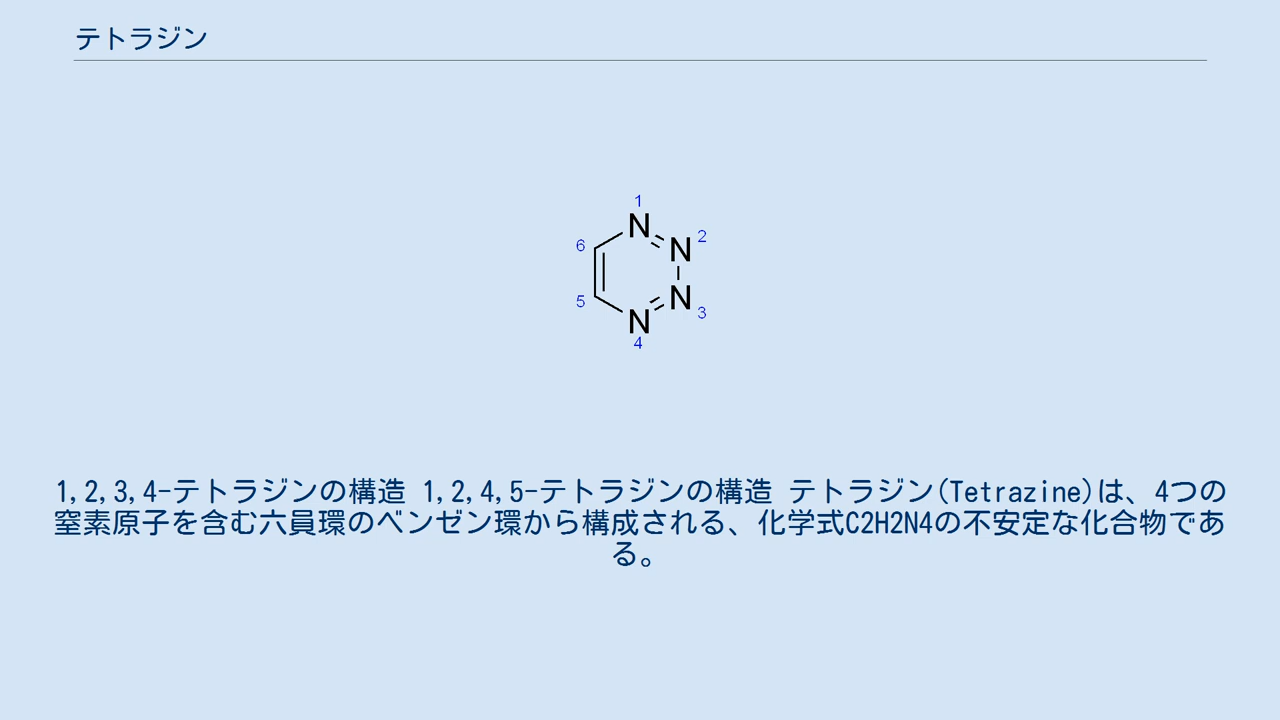 テトラジン
1
N
2
N
6
5
N
3
N
4
1,2,3,4-テトラジンの構造 1,2,4,5-テトラジンの構造 テトラジン(Tetrazine)は、4つの
窒素原子を含む六員環のベンゼン環から構成される、化学式C2H2N4の不安定な化合物であ
る。